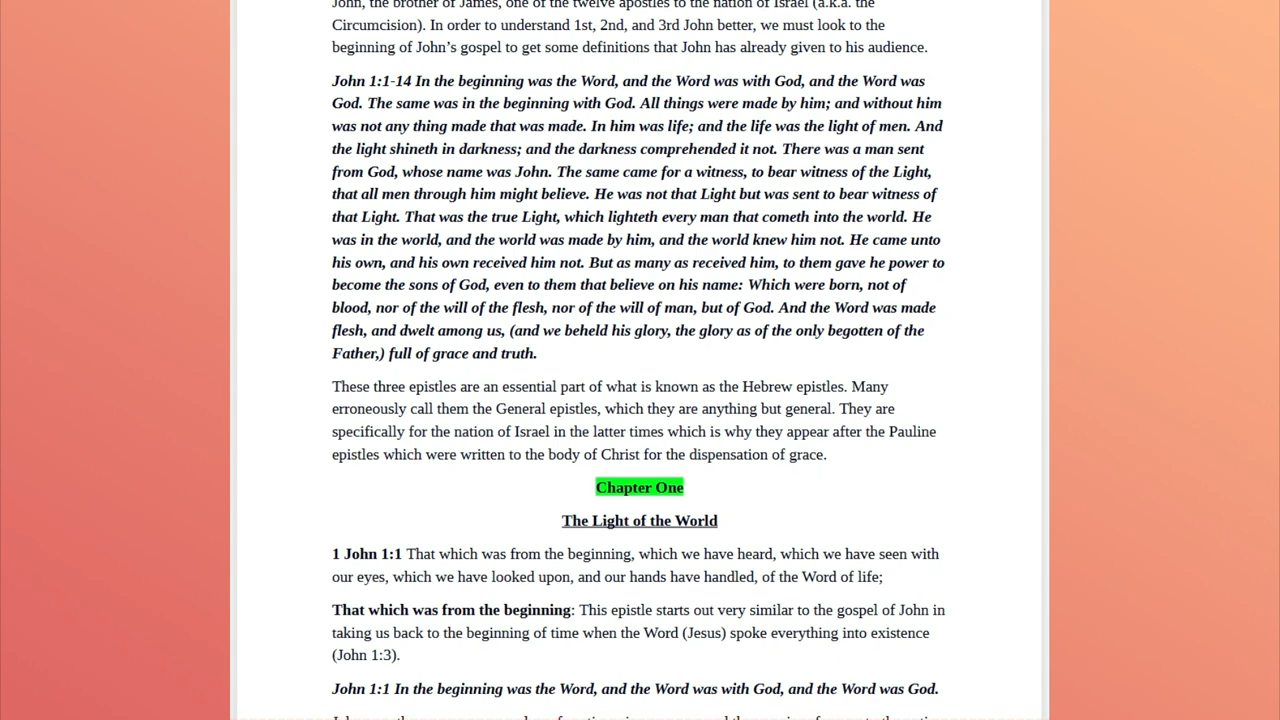 John, the brother of James, one of the twelve apostles to the nation of Israel (a.k.a. the
Circumcision). In order to understand 1st, 2nd, and 3rd John better, we must look to the
beginning of John’s gospel to get some definitions that John has already given to his audience.
John 1:1-14 In the beginning was the Word, and the Word was with God, and the Word was
God. The same was in the beginning with God. All things were made by him; and without him
was not any thing made that was made. In him was life; and the life was the light of men. And
the light shineth in darkness; and the darkness comprehended it not. There was a man sent
from God, whose name was John. The same came for a witness, to bear witness of the Light,
that all men through him might believe. He was not that Light but was sent to bear witness of
that Light. That was the true Light, which lighteth every man that cometh into the world. He
was in the world, and the world was made by him, and the world knew him not. He came unto
his own, and his own received him not. But as many as received him, to them gave he power to
become the sons of God, even to them that believe on his name: Which were born, not of
blood, nor of the will of the flesh, nor of the will of man, but of God. And the Word was made
flesh, and dwelt among us, (and we beheld his glory, the glory as of the only begotten of the
Father,) full of grace and truth.
These three epistles are an essential part of what is known as the Hebrew epistles. Many
erroneously call them the General epistles, which they are anything but general. They are
specifically for the nation of Israel in the latter times which is why they appear after the Pauline
epistles which were written to the body of Christ for the dispensation of grace.
Chapter One
The Light of the World
1 John 1:1 That which was from the beginning, which we have heard, which we have seen with
our eyes, which we have looked upon, and our hands have handled, of the Word of life;
That which was from the beginning: This epistle starts out very similar to the gospel of John in
taking us back to the beginning of time when the Word (Jesus) spoke everything into existence
(John 1:3).
John 1:1 In the beginning was the Word, and the Word was with God, and the Word was God.